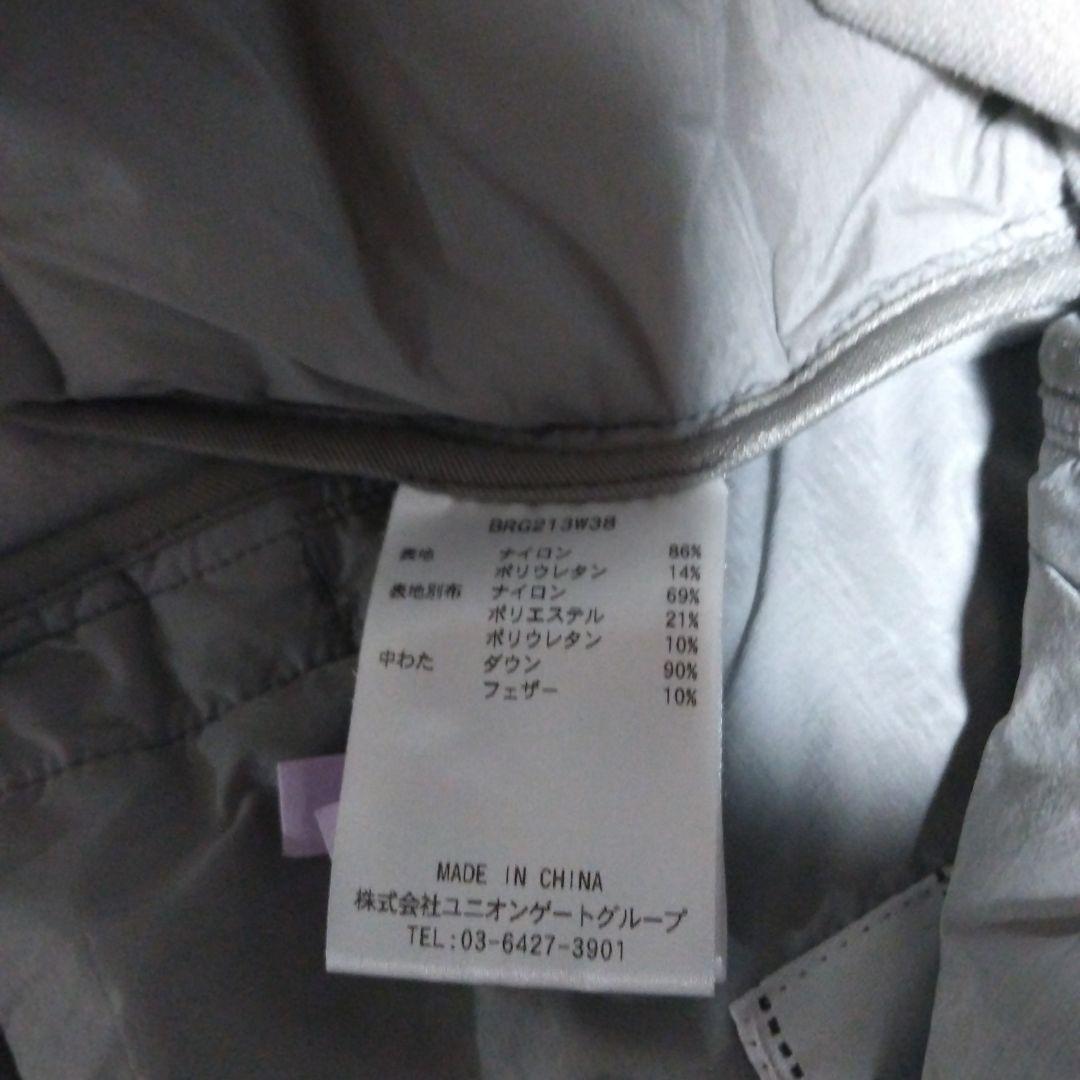 BRG213W38
表地 ナイロン 86%
ポリウレタン 14%
表地別布 ナイロン 69%
ポリエステル 21%
ポリウレタン 10%
中わた ダウン 90%
フェザー 10%
MADE IN CHINA
株式会社ユニオンゲートグループ
TEL:03-6427-3901